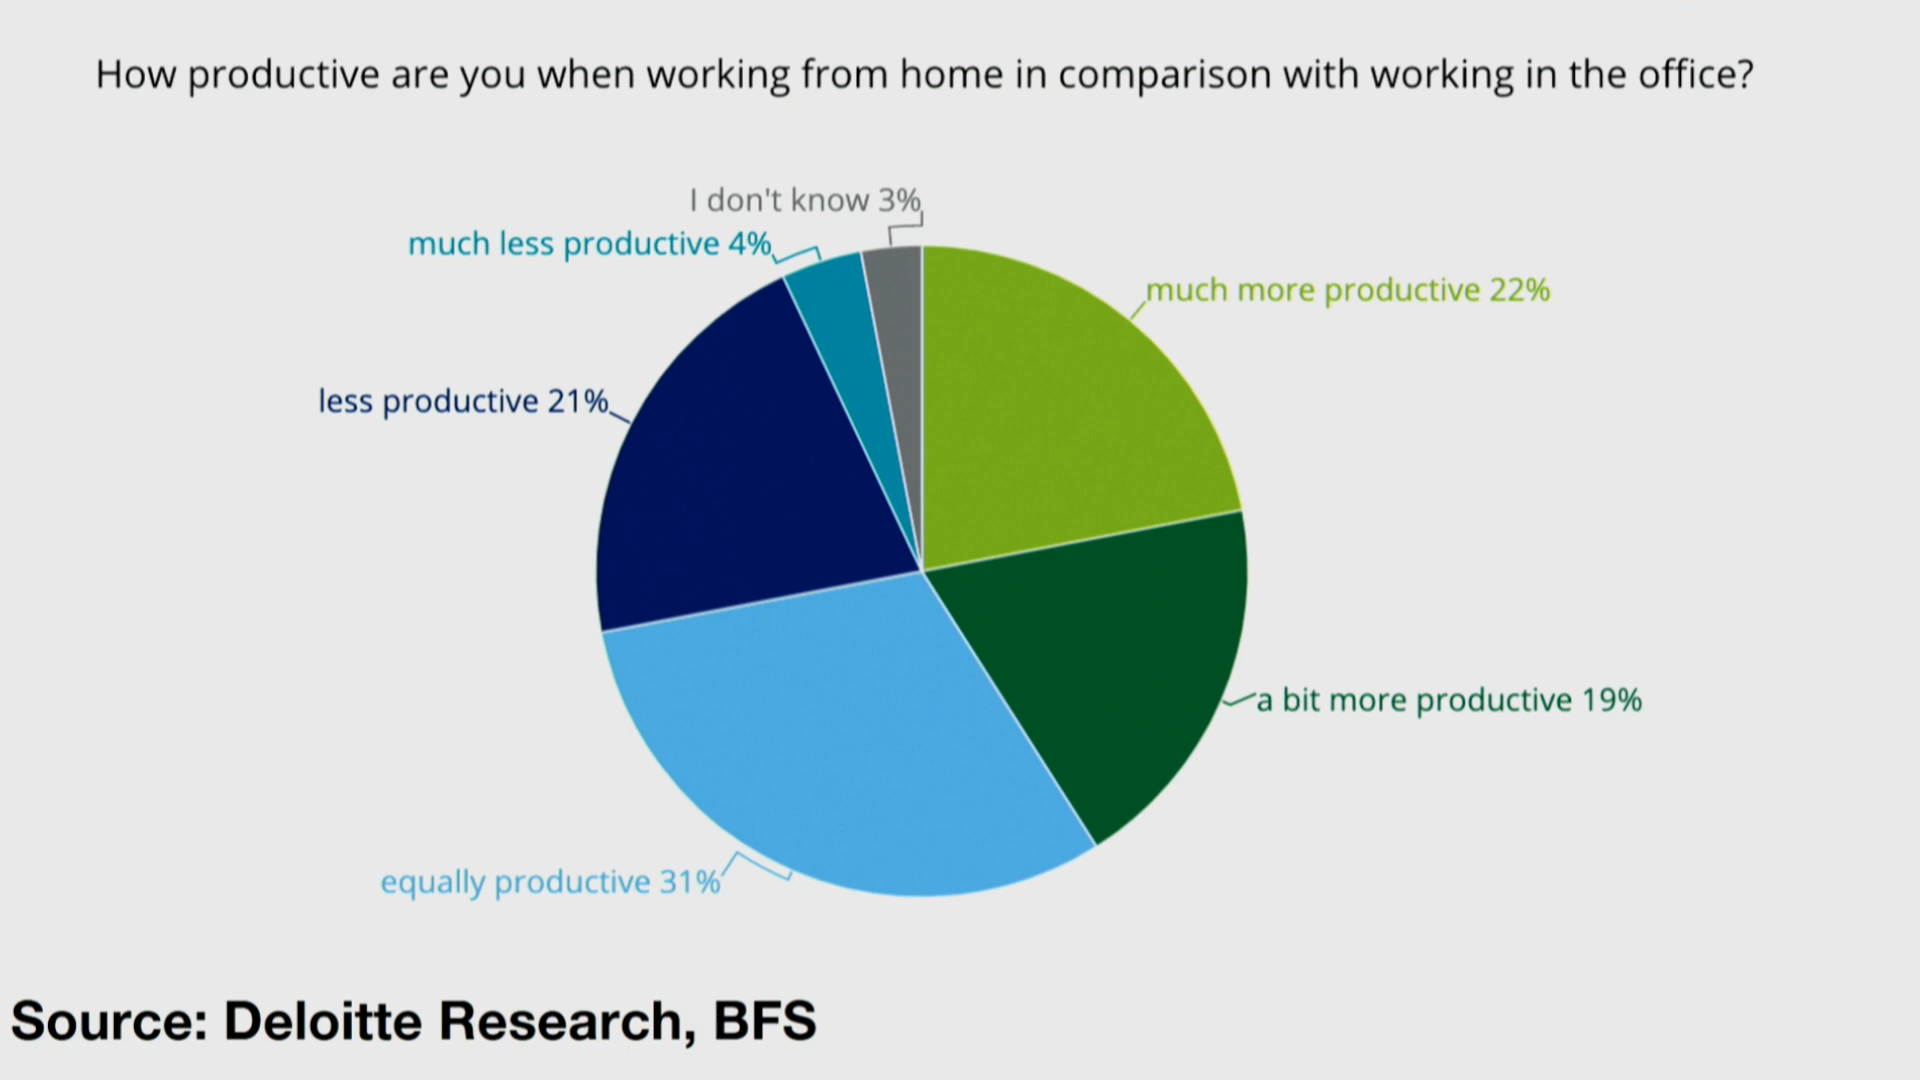 How productive are you when working from home in comparison with working in the office?
I don't know 3%
much less productive 4%
much more productive 22%
less productive 21%
a bit more productive 19%
equally productive 31%
Source: Deloitte Research, BFS